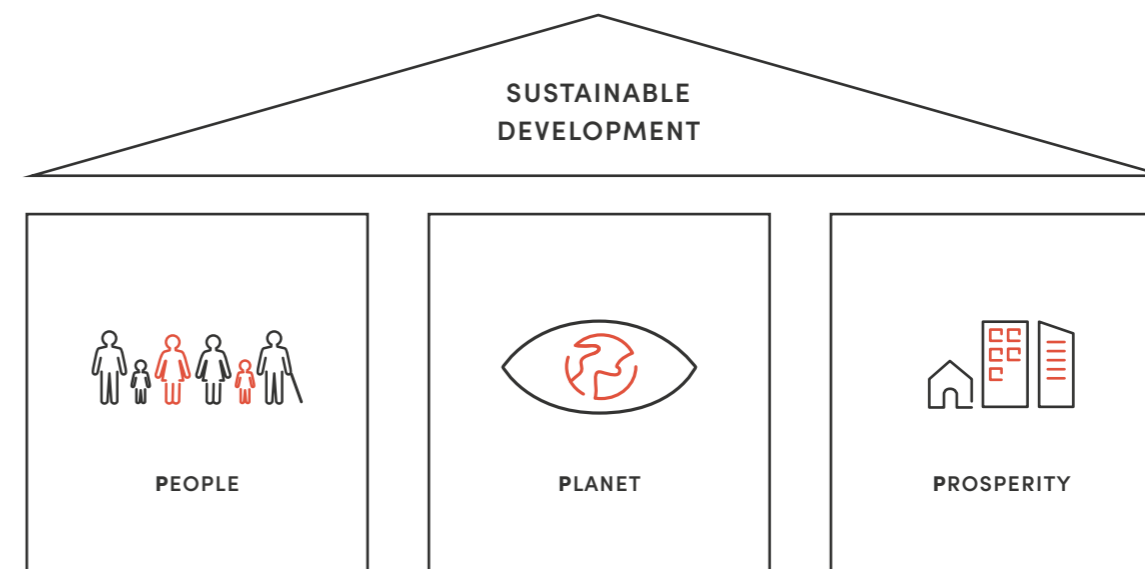 SUSTAINABLE
DEVELOPMENT
PEOPLE
PLANET
PROSPERITY